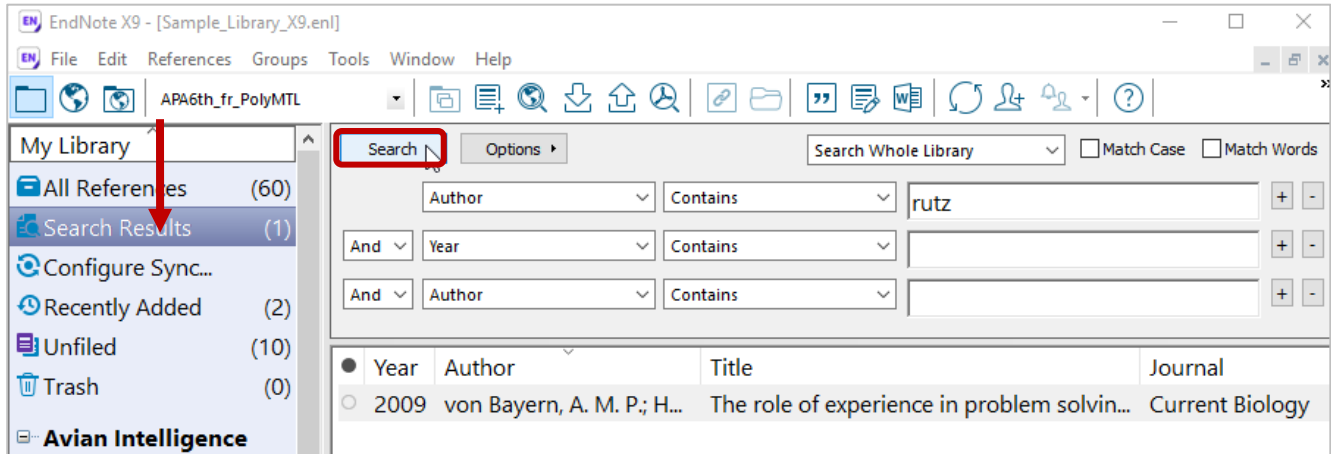 EndNote X9 - [Sample_Library_X9.enl]
File Edit References Groups Tools Window Help
APA6th_fr_PolyMTL
My Library
All References (60)
Search Results (1)
Configure Sync...
Recently Added (2)
Unfiled (10)
Trash (0)
Avian Intelligence
Search Options Search Whole Library Match Case Match Words
Author Contains rutz + -
And Year Contains + -
And Author Contains + -
Year Author Title Journal
2009 von Bayern, A. M. P.; H... The role of experience in problem solvin... Current Biology